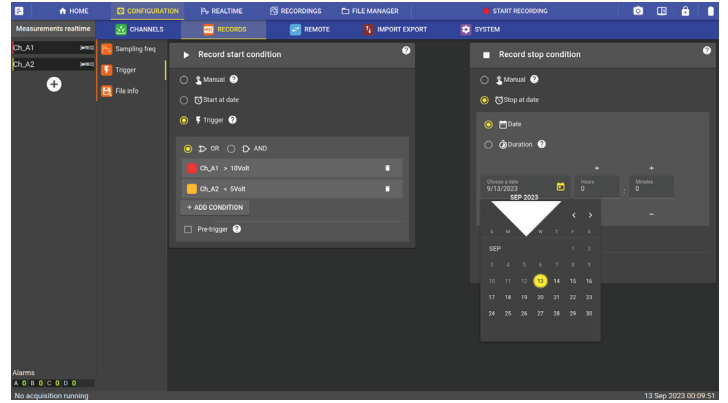 HOME CONFIGURATION REALTIME RECORDINGS FILE MANAGER START RECORDING
Measurements realtime CHANNELS RECORDS REMOTE IMPORT EXPORT SYSTEM
Ch_A1
Ch_A2
Sampling freq
Trigger
File info
Record start condition ?
Manual ?
Start at date
Trigger ?
OR AND
Ch_A1 > 10Volt
Ch_A2 < 5Volt
+ ADD CONDITION
Pre-trigger ?
Record stop condition ?
Manual ?
Stop at date
Date
Duration ?
+ +
Choose a date Hours Minutes
9/13/2023 0 : 0
SEP 2023
–
S M W T F S
SEP 1 2
3 4 5 6 7 8 9
10 11 12 13 14 15 16
17 18 19 20 21 22 23
24 25 26 27 28 29 30
Alarms
A 0 B 0 C 0 D 0
No acquisition running 13 Sep 2023 00:09:51